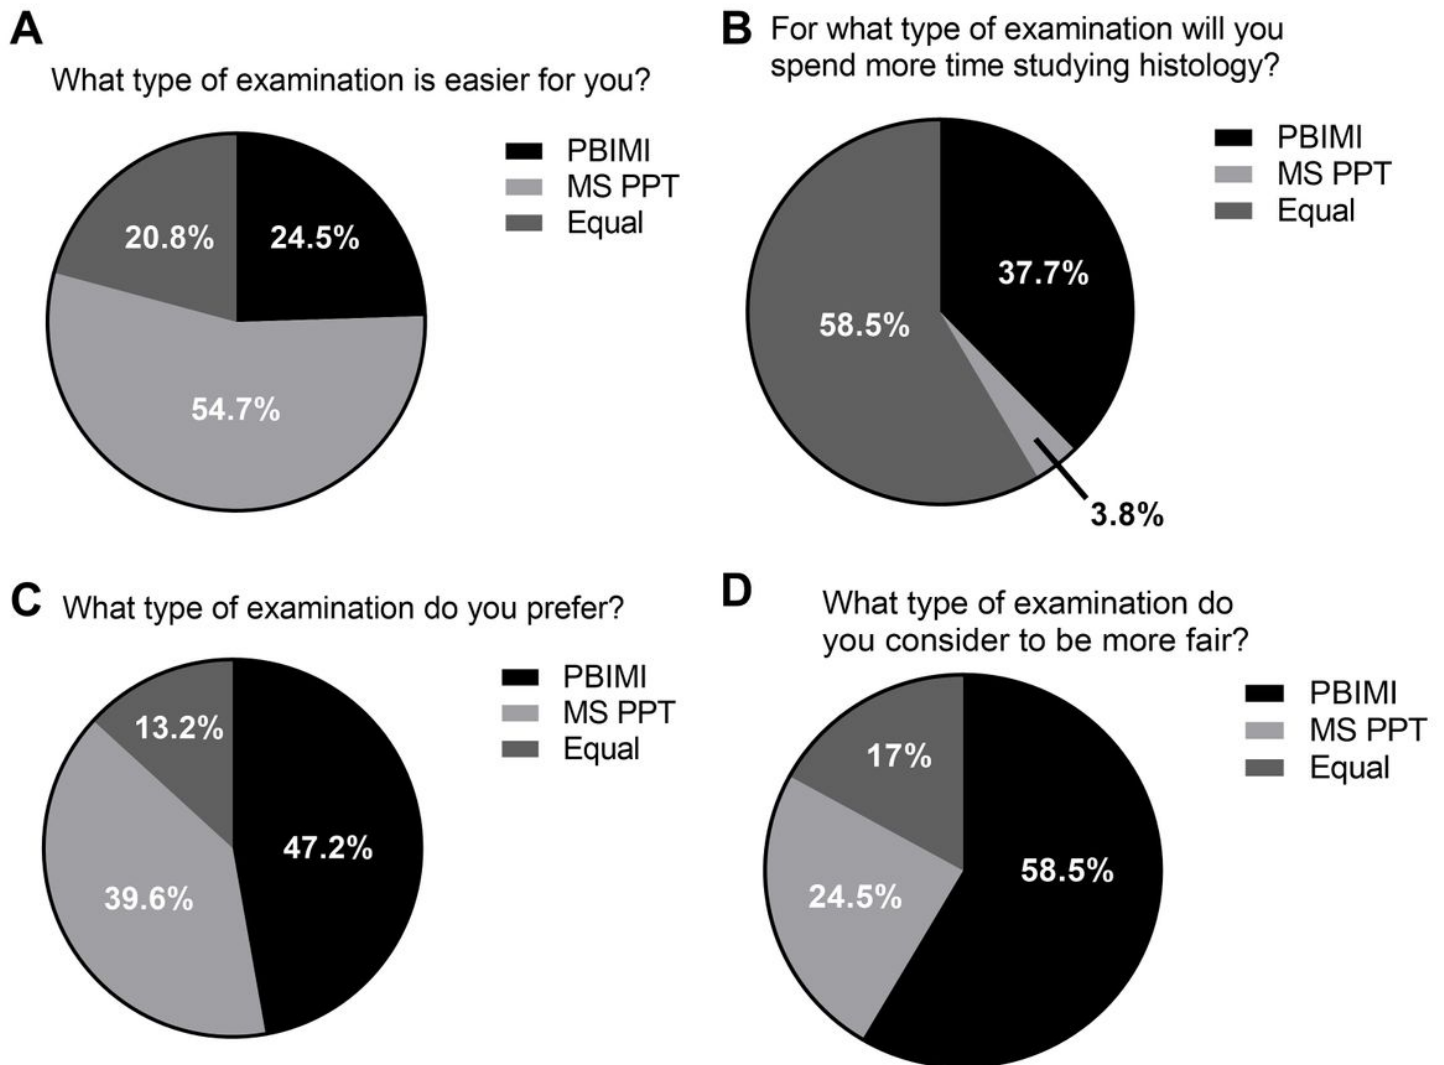 A
What type of examination is easier for you?
PBIMI
MS PPT
Equal
20.8%
24.5%
54.7%
B
For what type of examination will you
spend more time studying histology?
PBIMI
MS PPT
Equal
37.7%
58.5%
3.8%
C
What type of examination do you prefer?
PBIMI
MS PPT
Equal
13.2%
47.2%
39.6%
D
What type of examination do
you consider to be more fair?
PBIMI
MS PPT
Equal
17%
58.5%
24.5%